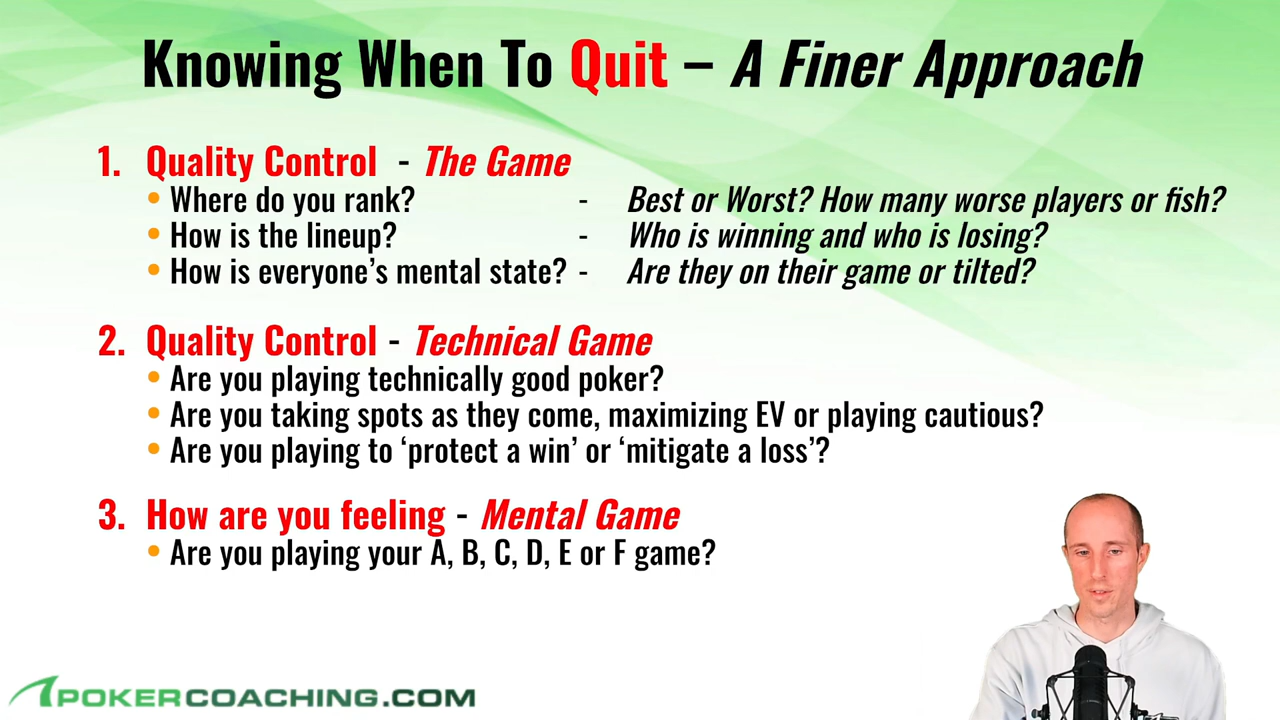 Knowing When To Quit – A Finer Approach
1. Quality Control - The Game
• Where do you rank? - Best or Worst? How many worse players or fish?
• How is the lineup? - Who is winning and who is losing?
• How is everyone’s mental state? - Are they on their game or tilted?
2. Quality Control - Technical Game
• Are you playing technically good poker?
• Are you taking spots as they come, maximizing EV or playing cautious?
• Are you playing to ‘protect a win’ or ‘mitigate a loss’?
3. How are you feeling - Mental Game
• Are you playing your A, B, C, D, E or F game?
POKERCOACHING.COM